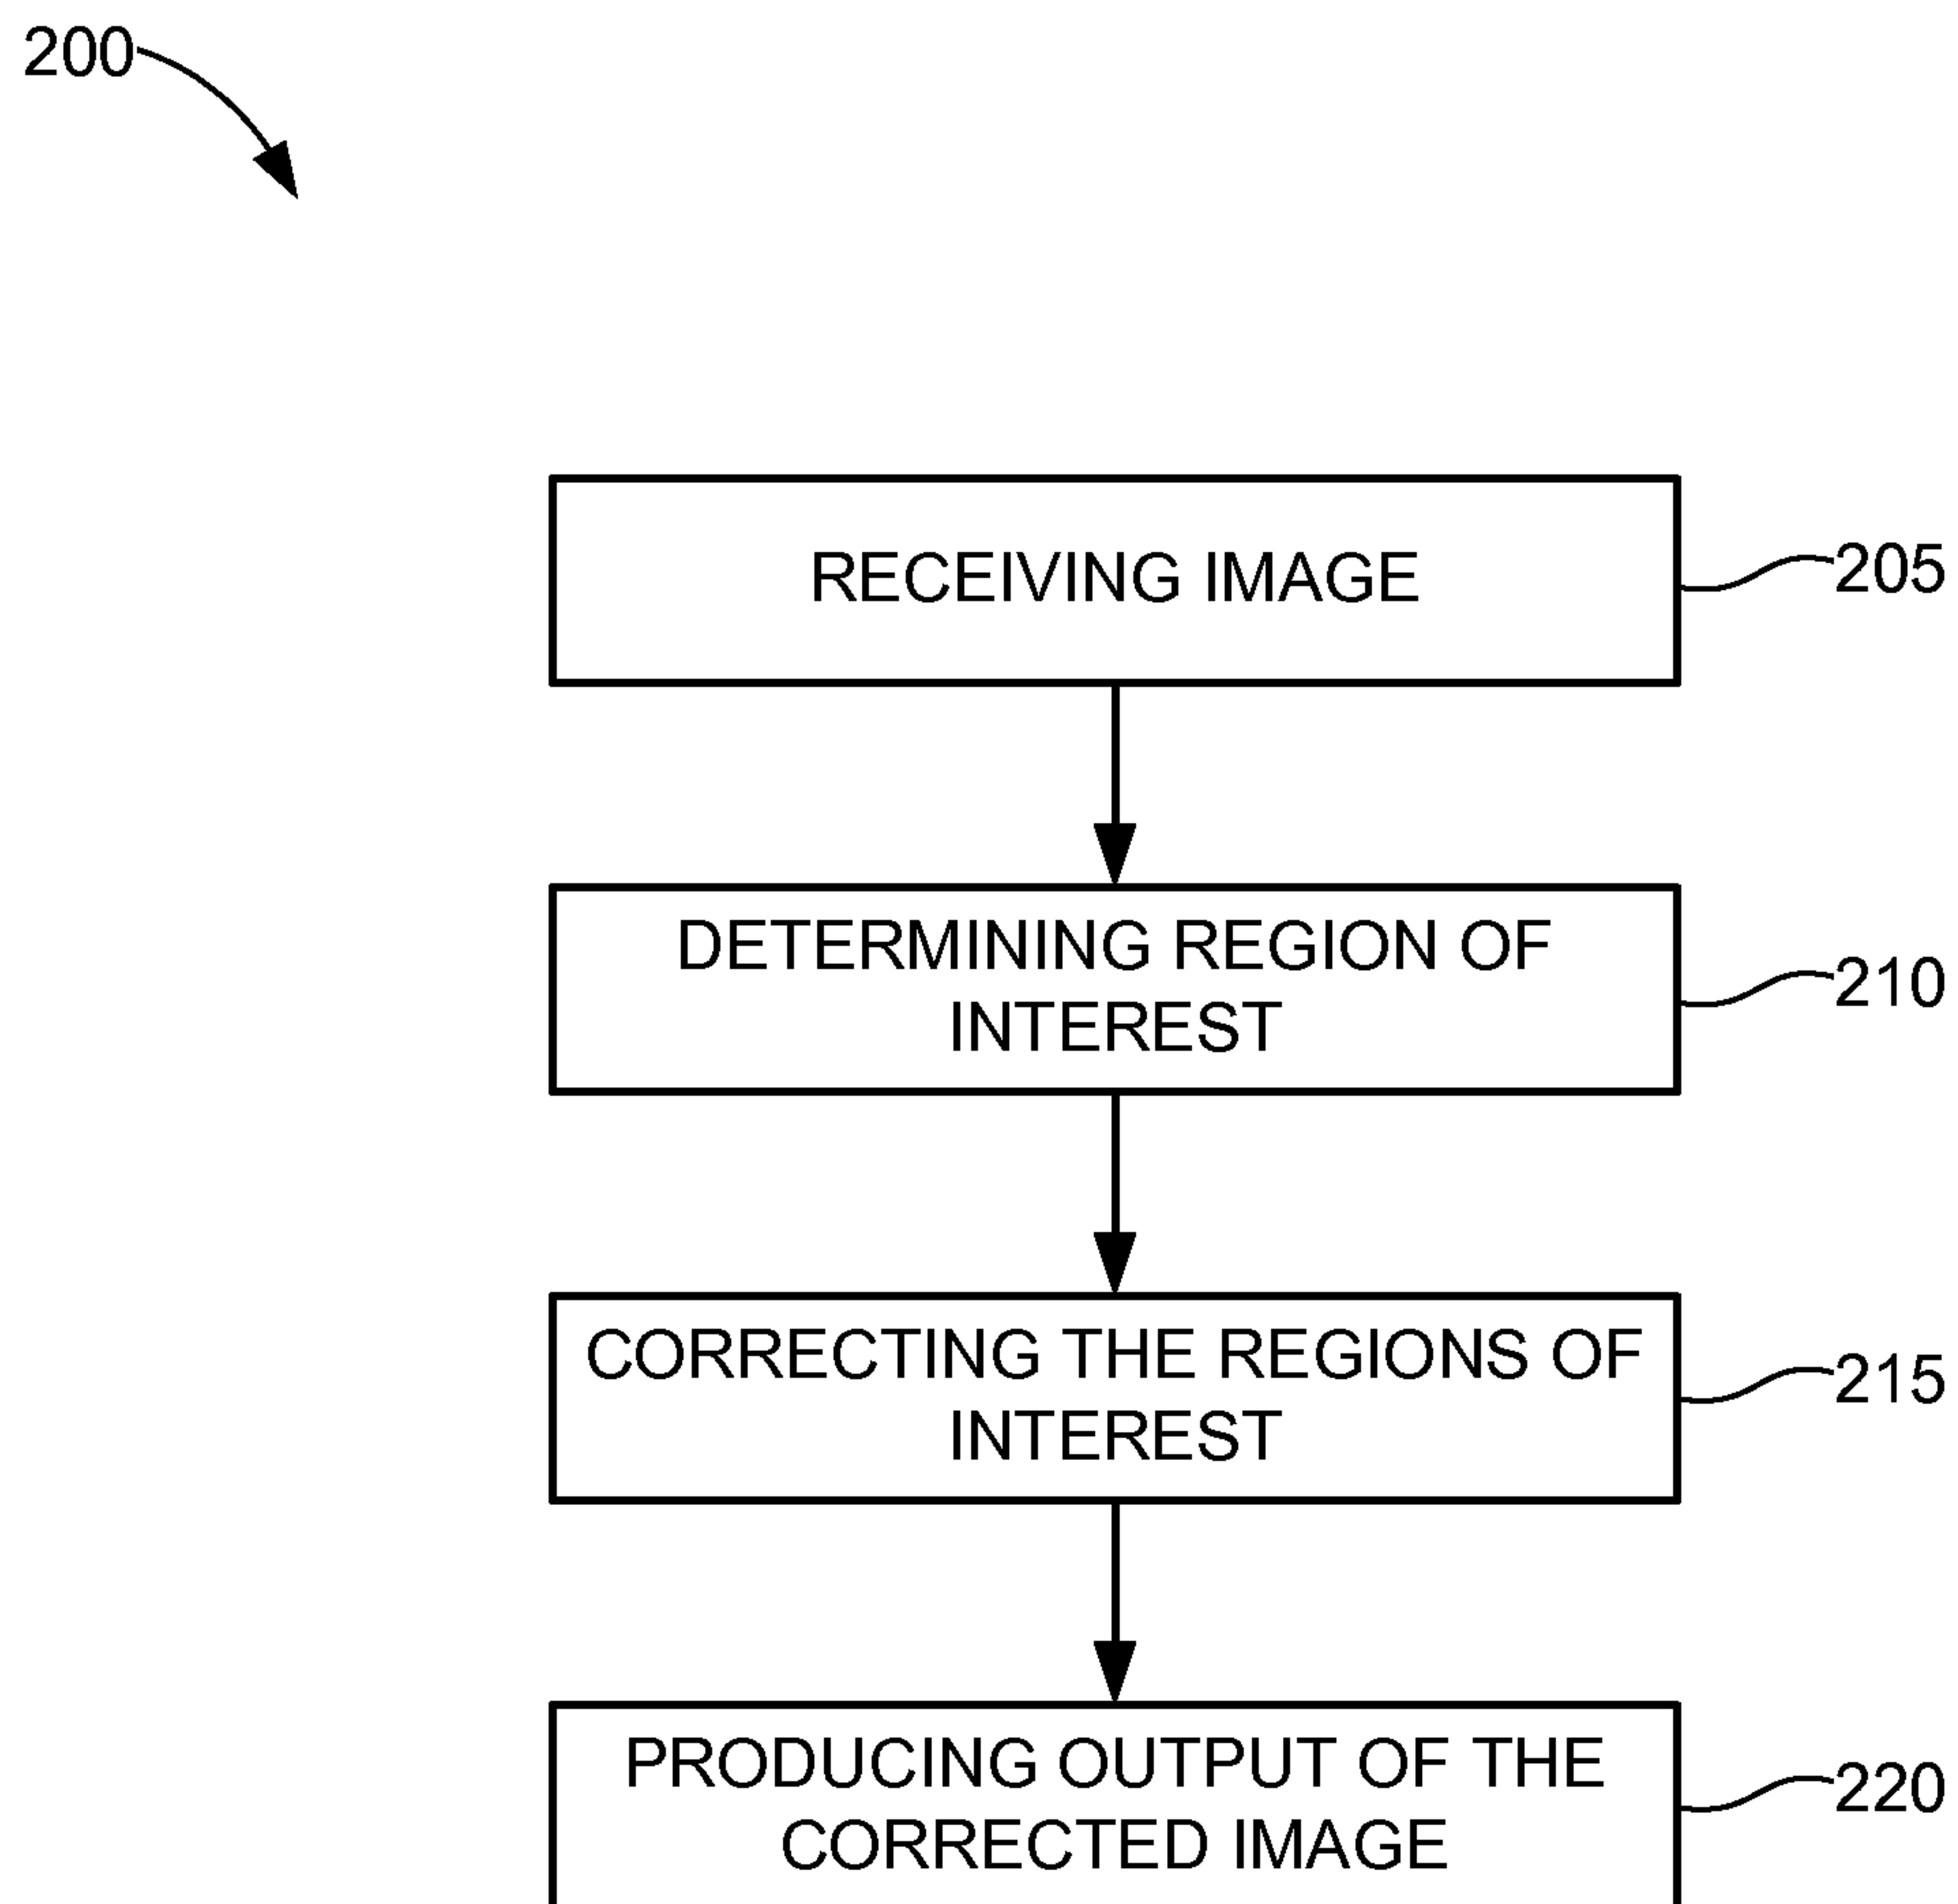 200
RECEIVING IMAGE
205
DETERMINING REGION OF
INTEREST
210
CORRECTING THE REGIONS OF
INTEREST
215
PRODUCING OUTPUT OF THE
CORRECTED IMAGE
220